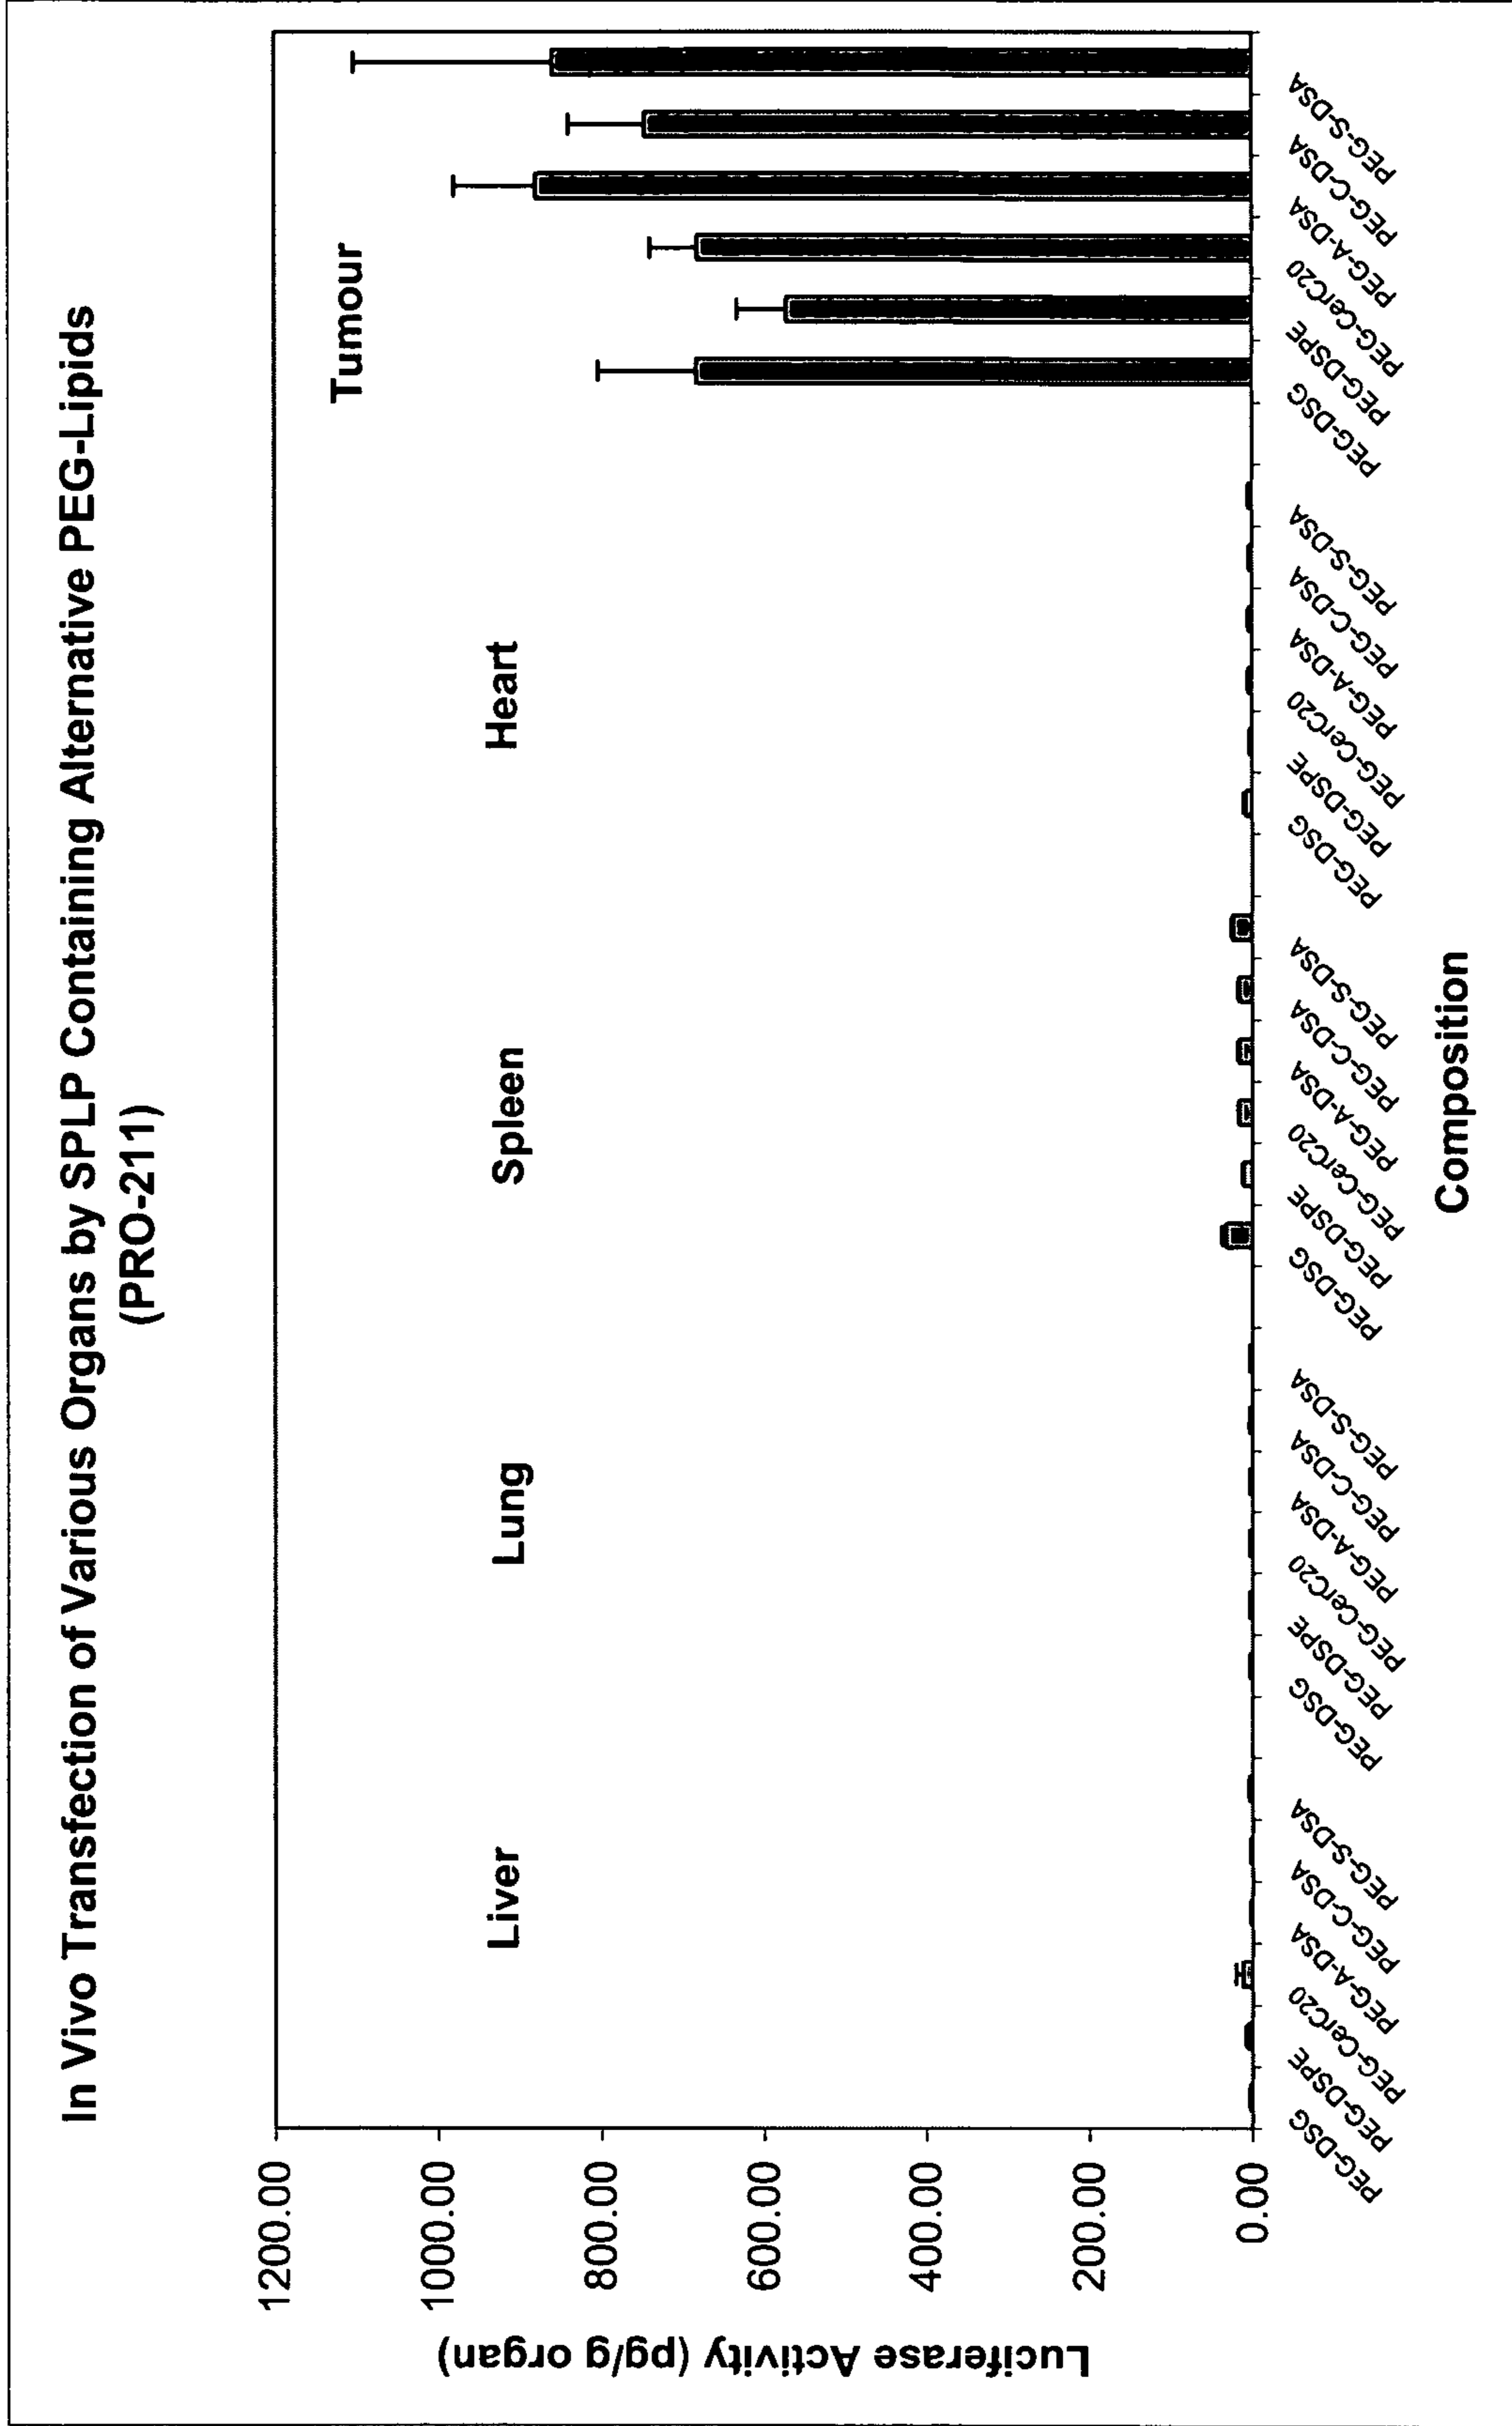 In Vivo Transfection of Various Organs by SPLP Containing Alternative PEG-Lipids
(PRO-211)
Luciferase Activity (pg/g organ)
1200.00
1000.00
800.00
600.00
400.00
200.00
0.00
Liver
Lung
Spleen
Heart
Tumour
PEG-DSG
PEG-DSPE
PEG-CerC20
PEG-A-DSA
PEG-C-DSA
PEG-S-DSA
PEG-DSG
PEG-DSPE
PEG-CerC20
PEG-A-DSA
PEG-C-DSA
PEG-S-DSA
PEG-DSG
PEG-DSPE
PEG-CerC20
PEG-A-DSA
PEG-C-DSA
PEG-S-DSA
PEG-DSG
PEG-DSPE
PEG-CerC20
PEG-A-DSA
PEG-C-DSA
PEG-S-DSA
PEG-DSG
PEG-DSPE
PEG-CerC20
PEG-A-DSA
PEG-C-DSA
PEG-S-DSA
Composition